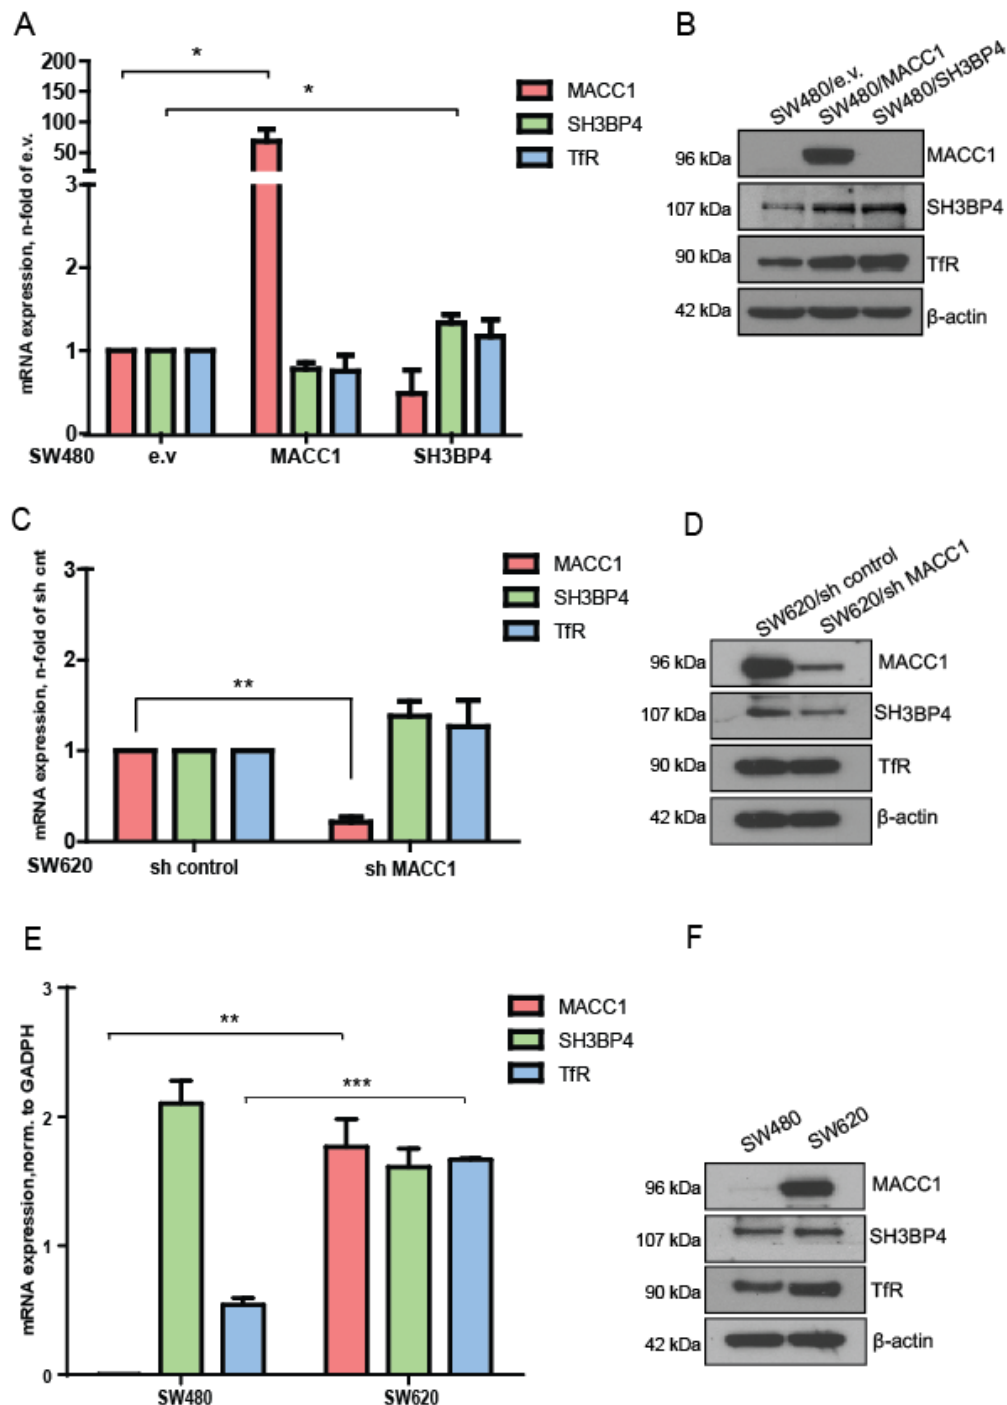 A
mRNA expression, n-fold of e.v.
200
150
100
50
3
2
1
0
*
*
MACC1
SH3BP4
TfR
SW480 e.v MACC1 SH3BP4
B
SW480/e.v.
SW480/MACC1
SW480/SH3BP4
96 kDa MACC1
107 kDa SH3BP4
90 kDa TfR
42 kDa β-actin
C
mRNA expression, n-fold of sh cnt
3
2
1
0
**
MACC1
SH3BP4
TfR
SW620 sh control sh MACC1
D
SW620/sh control
SW620/sh MACC1
96 kDa MACC1
107 kDa SH3BP4
90 kDa TfR
42 kDa β-actin
E
mRNA expression,norm. to GADPH
3
2
1
0
**
***
MACC1
SH3BP4
TfR
SW480 SW620
F
SW480
SW620
96 kDa MACC1
107 kDa SH3BP4
90 kDa TfR
42 kDa β-actin